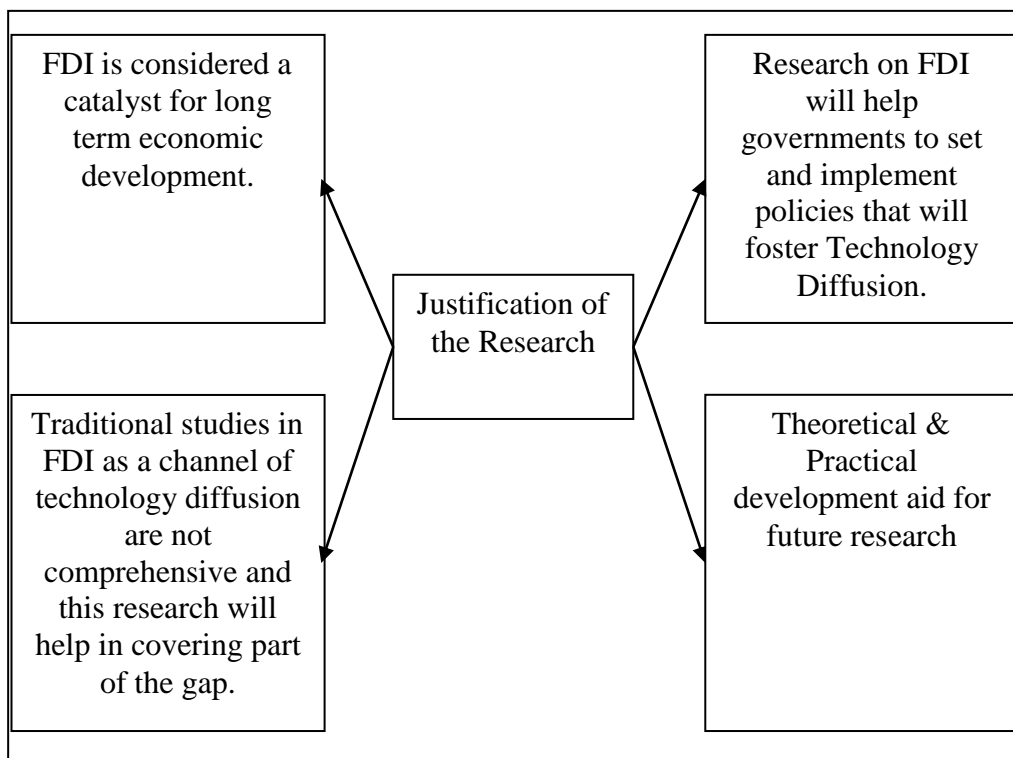 FDI is considered a
catalyst for long
term economic
development.
Research on FDI
will help
governments to set
and implement
policies that will
foster Technology
Diffusion.
Justification of
the Research
Traditional studies in
FDI as a channel of
technology diffusion
are not
comprehensive and
this research will
help in covering part
of the gap.
Theoretical &
Practical
development aid for
future research